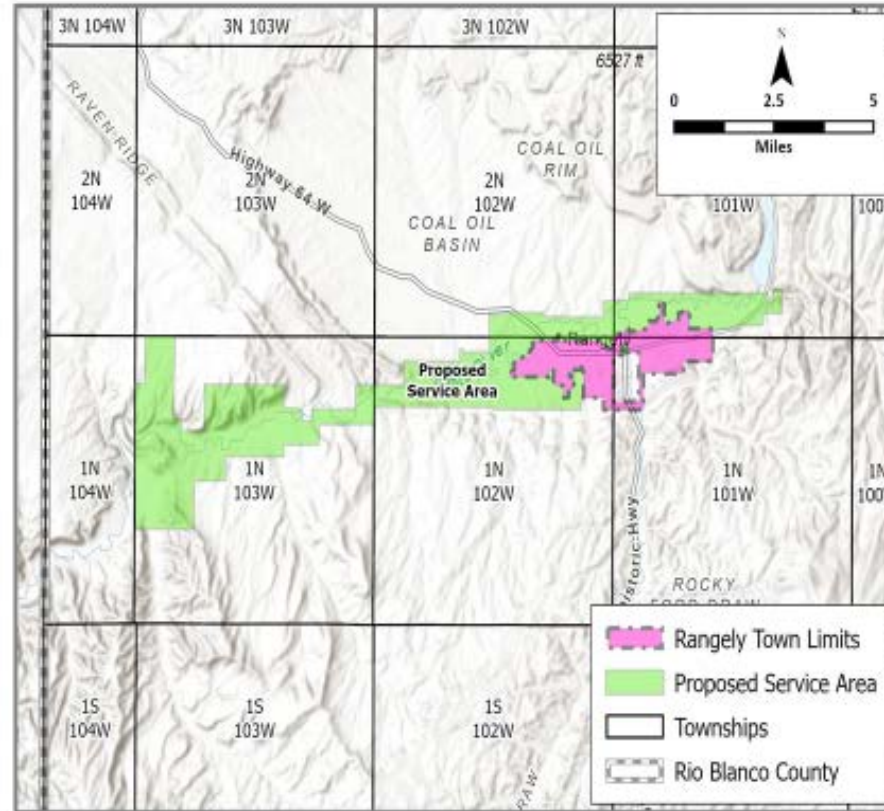 3N 104W
3N 103W
3N 102W
6527 ft
N
0
2.5
5
Miles
RAVEN RIDGE
Highway 64 W
COAL OIL
RIM
2N
104W
2N
103W
2N
102W
101W
100
COAL OIL
BASIN
Rangely
River
Proposed
Service Area
1N
104W
1N
103W
1N
102W
1N
101W
1N
Historic Hwy
ROCKY
1S
104W
1S
103W
1S
102W
RAW
Rangely Town Limits
Proposed Service Area
Townships
Rio Blanco County